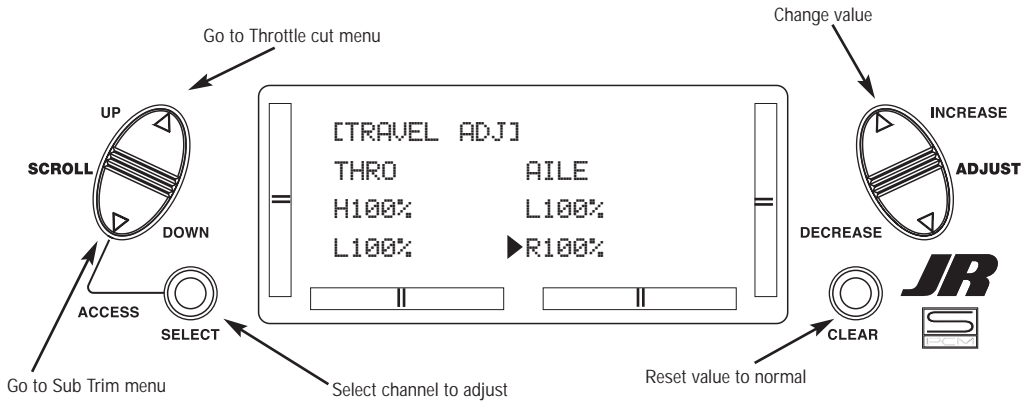 Change value
Go to Throttle cut menu
UP
INCREASE
[TRAVEL ADJ]
SCROLL
THRO AILE
ADJUST
H100% L100%
DOWN
DECREASE
L100% ▶R100%
JR
ACCESS
S
PCM
SELECT
CLEAR
Go to Sub Trim menu
Select channel to adjust
Reset value to normal